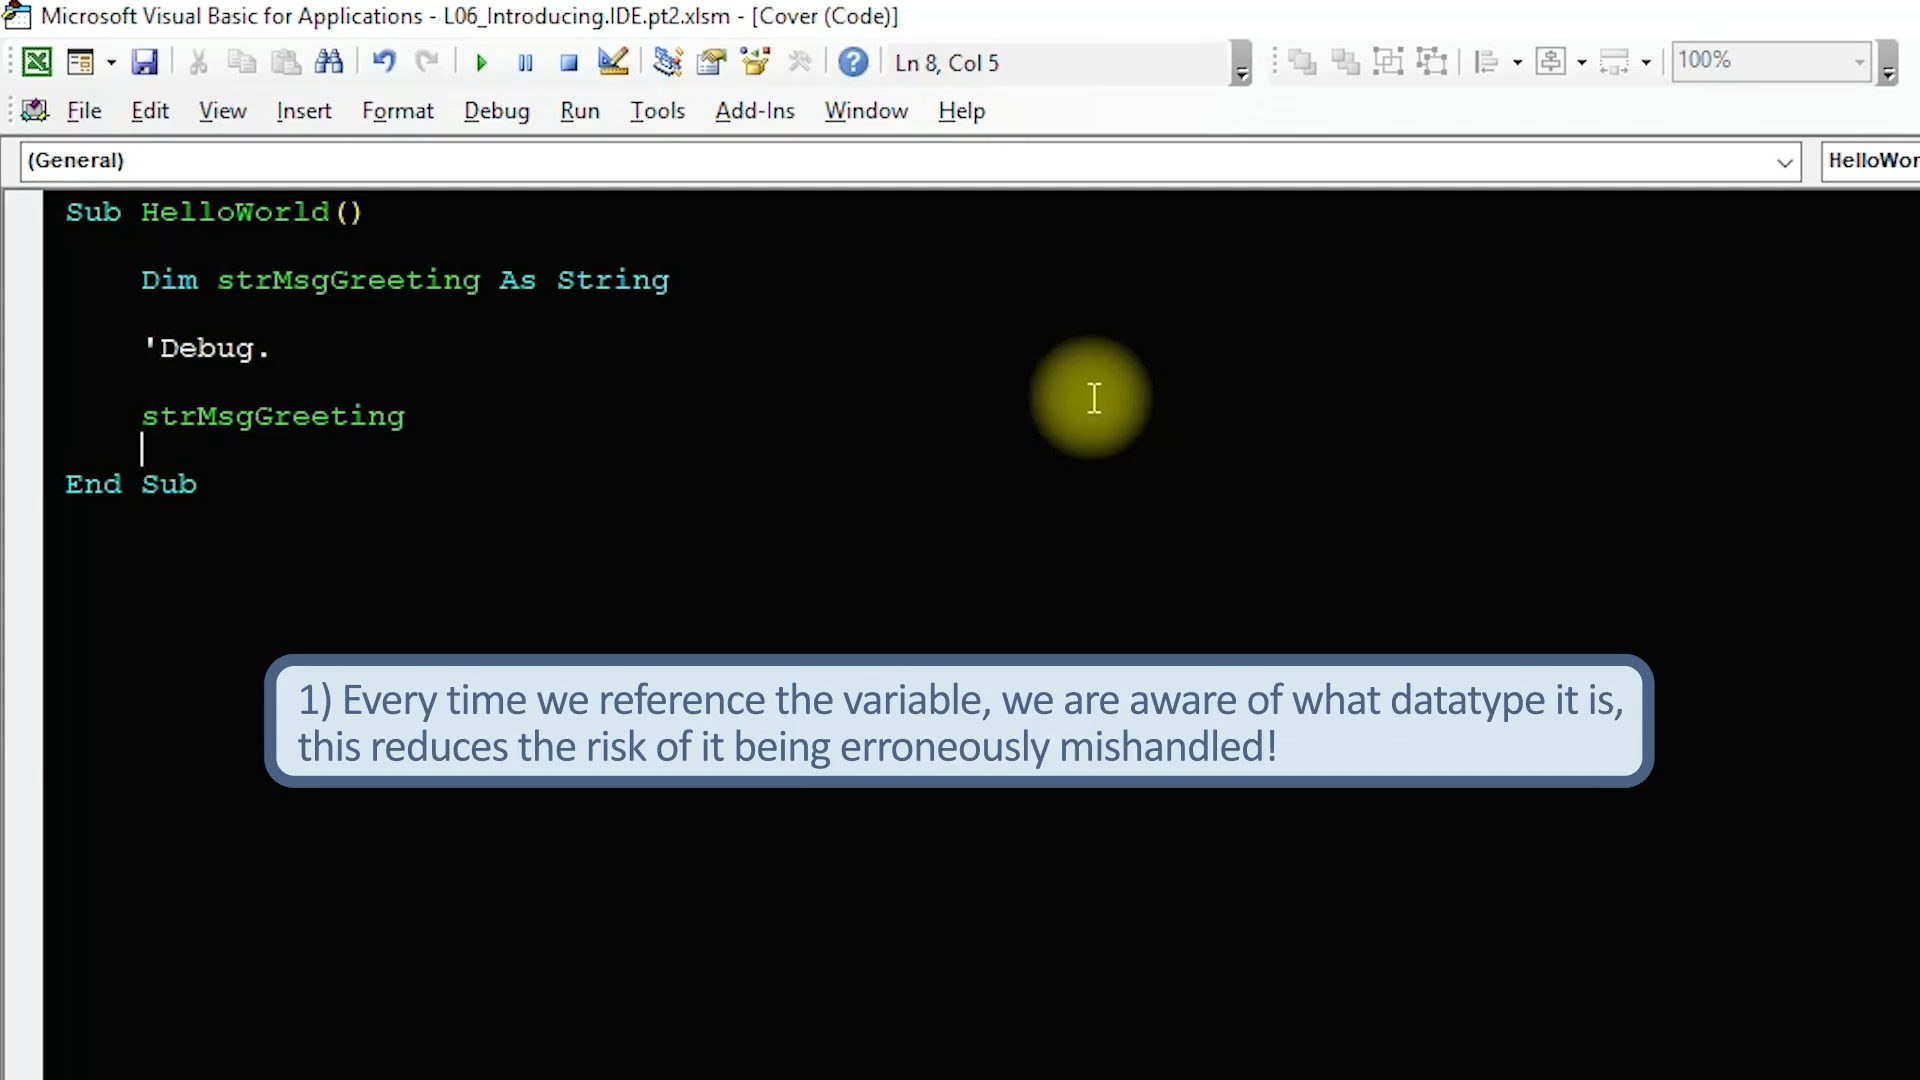 Microsoft Visual Basic for Applications - L06_Introducing.IDE.pt2.xlsm - [Cover (Code)]
Ln 8, Col 5
100%
File Edit View Insert Format Debug Run Tools Add-Ins Window Help
(General)
HelloWor
Sub HelloWorld()
Dim strMsgGreeting As String
'Debug.
strMsgGreeting
End Sub
1) Every time we reference the variable, we are aware of what datatype it is,
this reduces the risk of it being erroneously mishandled!